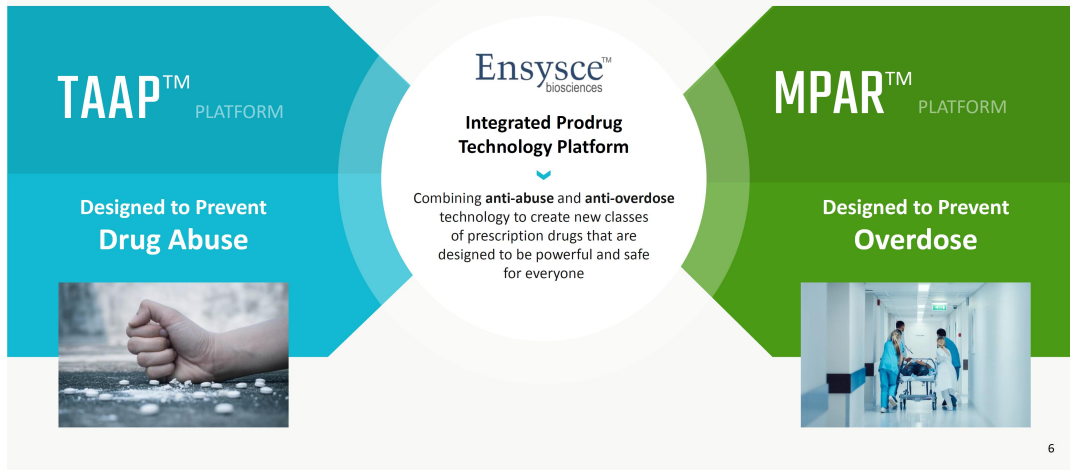 TAAP™ PLATFORM
Designed to Prevent
Drug Abuse
Ensysce™
biosciences
Integrated Prodrug
Technology Platform
Combining anti-abuse and anti-overdose
technology to create new classes
of prescription drugs that are
designed to be powerful and safe
for everyone
MPAR™ PLATFORM
Designed to Prevent
Overdose
6